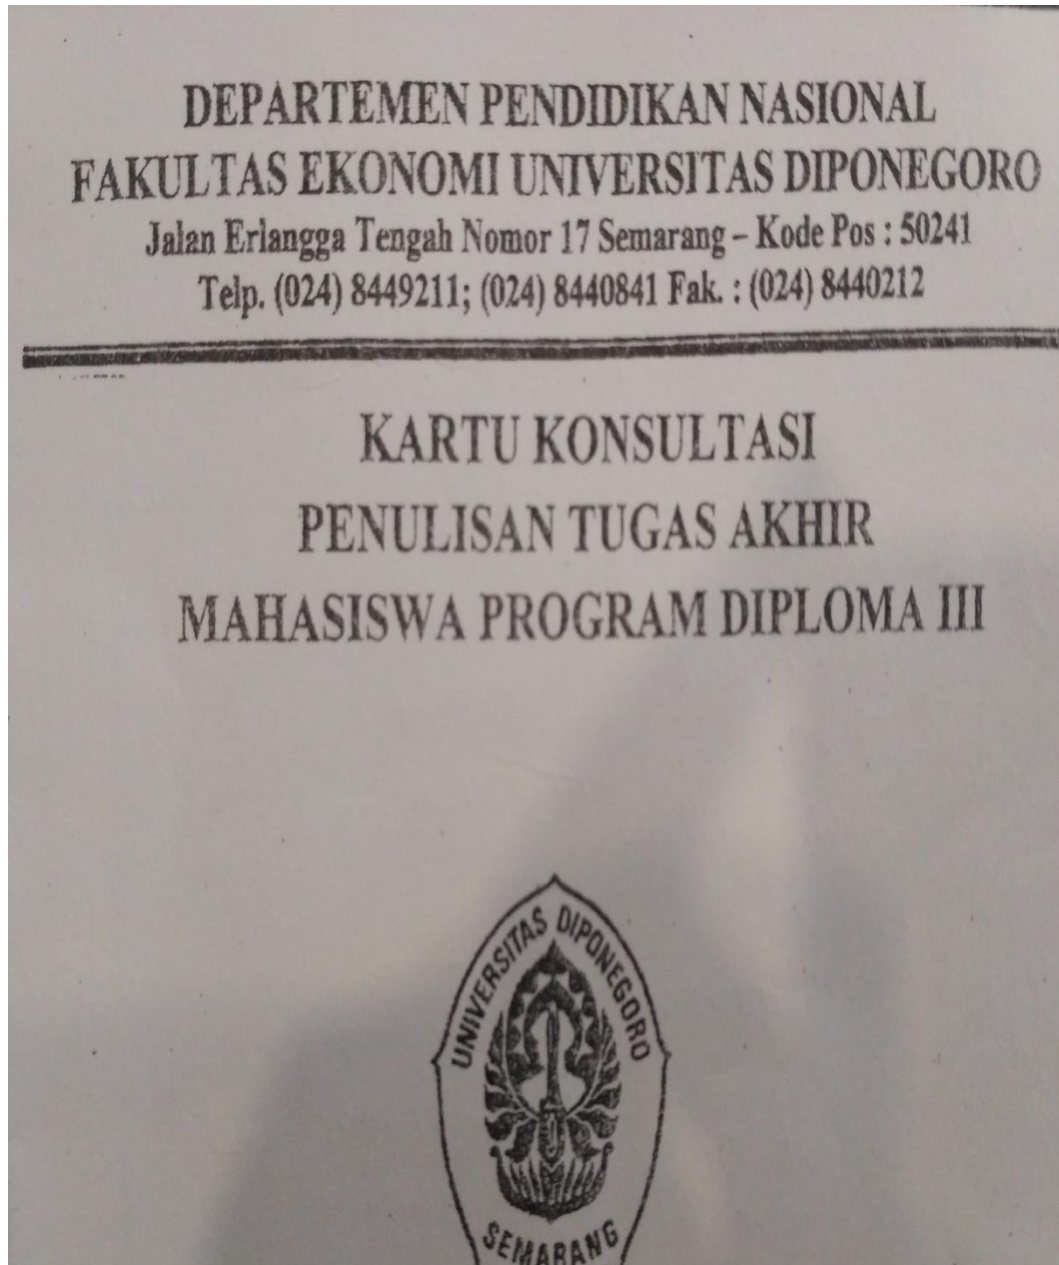 DEPARTEMEN PENDIDIKAN NASIONAL
FAKULTAS EKONOMI UNIVERSITAS DIPONEGORO
Jalan Erlangga Tengah Nomor 17 Semarang – Kode Pos : 50241
Telp. (024) 8449211; (024) 8440841 Fak. : (024) 8440212
KARTU KONSULTASI
PENULISAN TUGAS AKHIR
MAHASISWA PROGRAM DIPLOMA III
UNIVERSITAS DIPONEGORO
SEMARANG